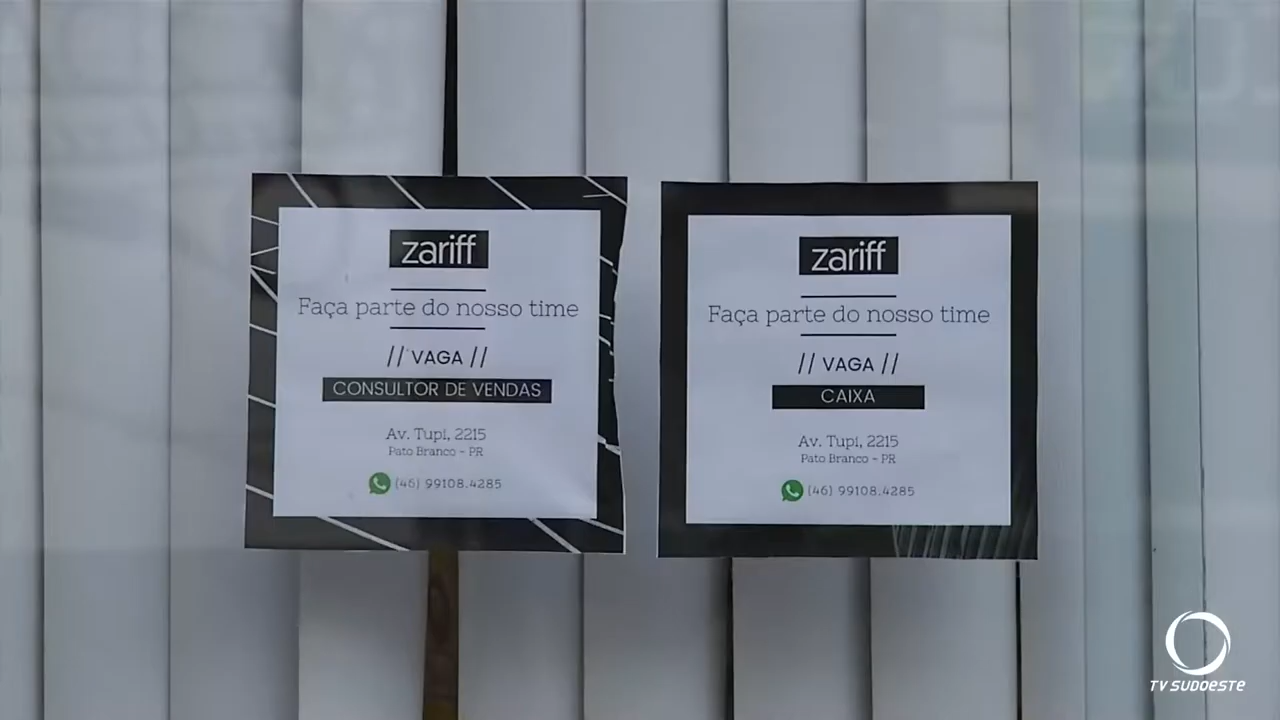 zariff
Faça parte do nosso time
// VAGA //
CONSULTOR DE VENDAS
Av. Tupi, 2215
Pato Branco - PR
(46) 99108.4285
zariff
Faça parte do nosso time
// VAGA //
CAIXA
Av. Tupi, 2215
Pato Branco - PR
(46) 99108.4285
TV SUDOESTE